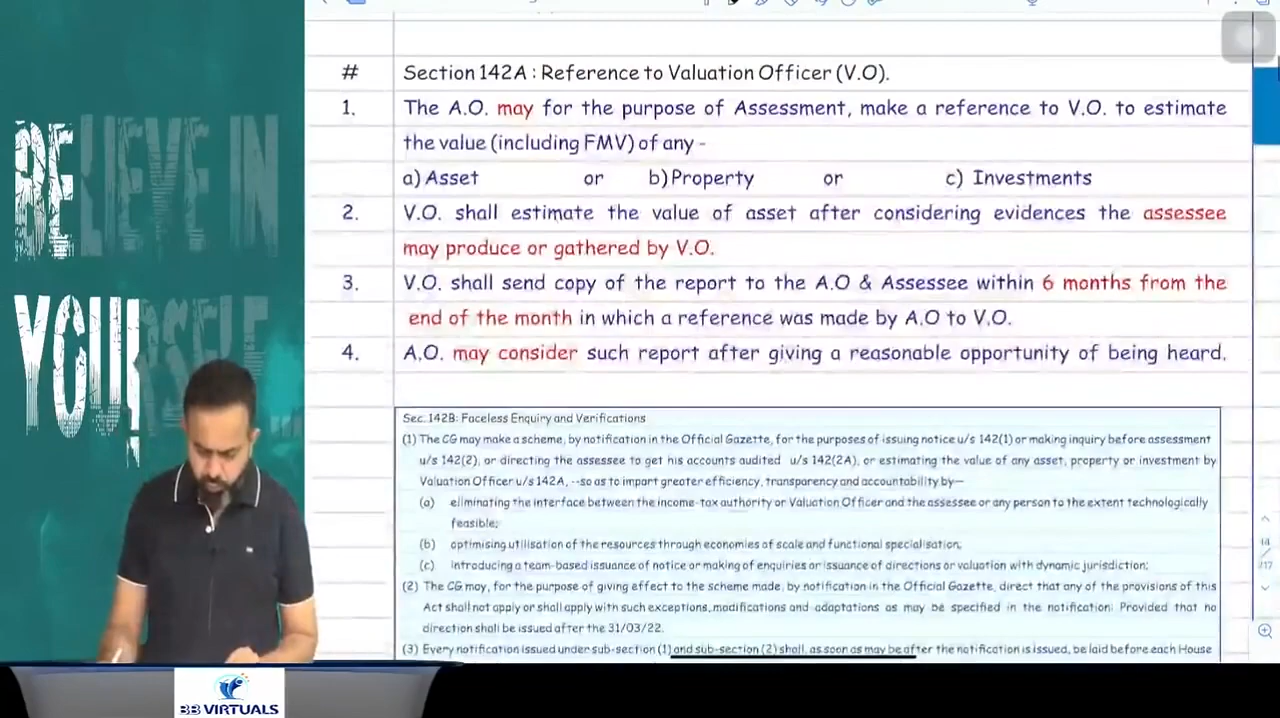 BELIEVE IN
YOURSELF
# Section 142A : Reference to Valuation Officer (V.O).
1. The A.O. may for the purpose of Assessment, make a reference to V.O. to estimate
the value (including FMV) of any -
a) Asset or b) Property or c) Investments
2. V.O. shall estimate the value of asset after considering evidences the assessee
may produce or gathered by V.O.
3. V.O. shall send copy of the report to the A.O & Assessee within 6 months from the
end of the month in which a reference was made by A.O to V.O.
4. A.O. may consider such report after giving a reasonable opportunity of being heard.
Sec. 142B: Faceless Enquiry and Verifications
(1) The CG may make a scheme, by notification in the Official Gazette, for the purposes of issuing notice u/s 142(1) or making inquiry before assessment
u/s 142(2), or directing the assessee to get his accounts audited u/s 142(2A), or estimating the value of any asset, property or investment by
Valuation Officer u/s 142A, --so as to impart greater efficiency, transparency and accountability by—
(a) eliminating the interface between the income-tax authority or Valuation Officer and the assessee or any person to the extent technologically
feasible;
(b) optimising utilisation of the resources through economies of scale and functional specialisation;
(c) introducing a team-based issuance of notice or making of enquiries or issuance of directions or valuation with dynamic jurisdiction;
(2) The CG may, for the purpose of giving effect to the scheme made, by notification in the Official Gazette, direct that any of the provisions of this
Act shall not apply or shall apply with such exceptions, modifications and adaptations as may be specified in the notification: Provided that no
direction shall be issued after the 31/03/22.
(3) Every notification issued under sub-section (1) and sub-section (2) shall, as soon as may be after the notification is issued, be laid before each House
14
/17
BB VIRTUALS